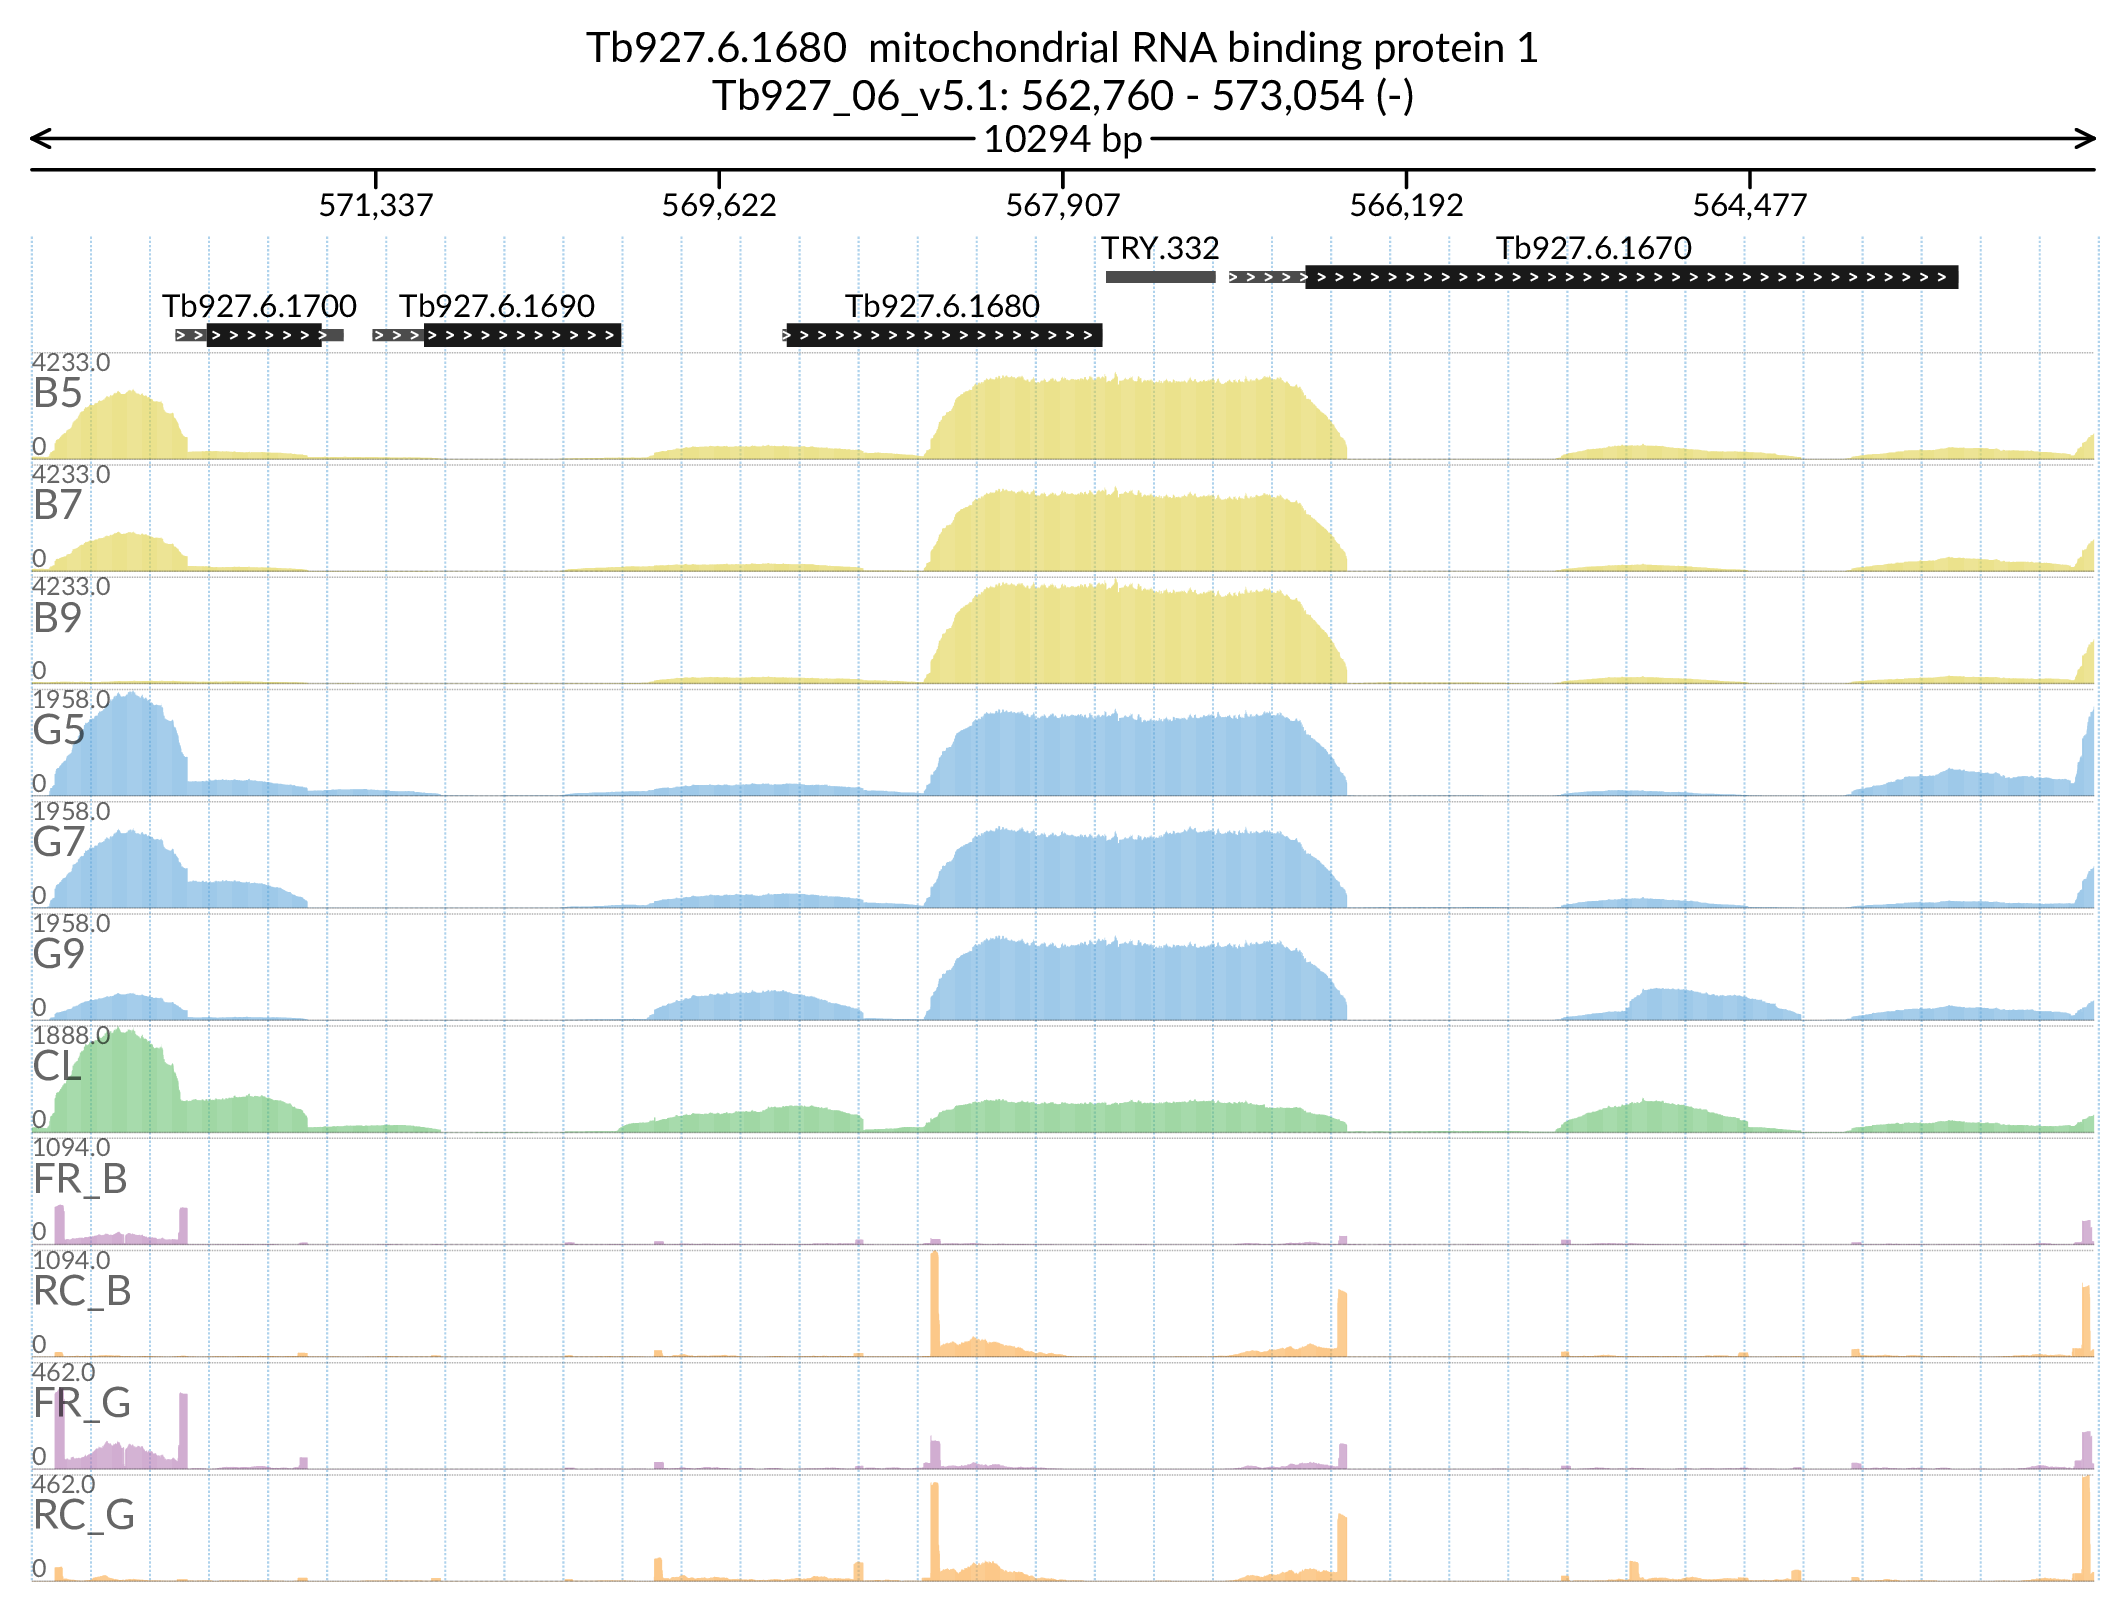 Tb927.6.1680  mitochondrial RNA binding protein 1
Tb927_06_v5.1: 562,760 - 573,054 (-)
10294 bp
571,337 569,622 567,907 566,192 564,477
TRY.332 Tb927.6.1670
Tb927.6.1700 Tb927.6.1690 Tb927.6.1680
4233.0
B5
0
4233.0
B7
0
4233.0
B9
0
1958.0
G5
0
1958.0
G7
0
1958.0
G9
0
1888.0
CL
0
1094.0
FR_B
0
1094.0
RC_B
0
462.0
FR_G
0
462.0
RC_G
0